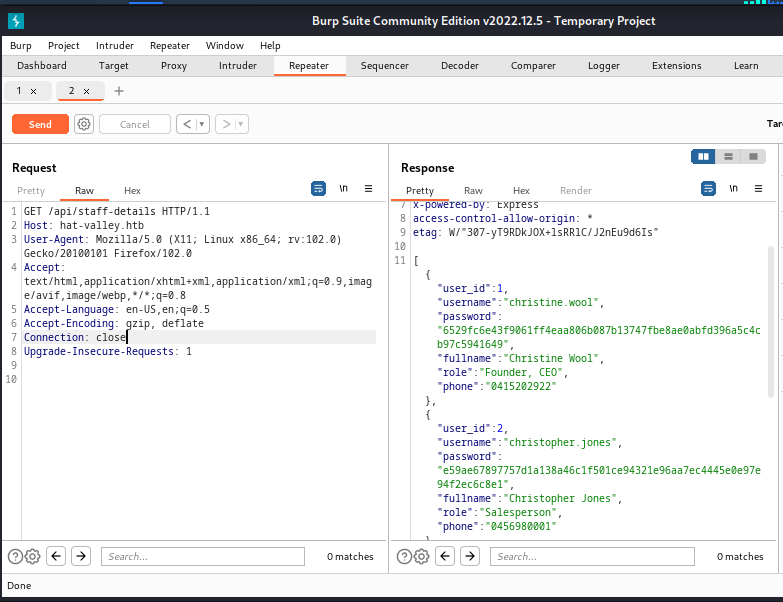 Burp Suite Community Edition v2022.12.5 - Temporary Project
Burp Project Intruder Repeater Window Help
Dashboard Target Proxy Intruder Repeater Sequencer Decoder Comparer Logger Extensions Learn
1 × 2 × +
Send Cancel < > Tar
Request
Pretty Raw Hex \n
1 GET /api/staff-details HTTP/1.1
2 Host: hat-valley.htb
3 User-Agent: Mozilla/5.0 (X11; Linux x86_64; rv:102.0)
Gecko/20100101 Firefox/102.0
4 Accept:
text/html,application/xhtml+xml,application/xml;q=0.9,imag
e/avif,image/webp,*/*;q=0.8
5 Accept-Language: en-US,en;q=0.5
6 Accept-Encoding: gzip, deflate
7 Connection: close
8 Upgrade-Insecure-Requests: 1
9
10
? Search... 0 matches
Response
Pretty Raw Hex Render \n
7 x-powered-by: Express
8 access-control-allow-origin: *
9 etag: W/"307-yT9RDkJOX+1sRR1C/J2nEu9d6Is"
10
11 [
{
"user_id":1,
"username":"christine.wool",
"password":
"6529fc6e43f9061ff4eaa806b087b13747fbe8ae0abfd396a5c4c
b97c5941649",
"fullname":"Christine Wool",
"role":"Founder, CEO",
"phone":"0415202922"
},
{
"user_id":2,
"username":"christopher.jones",
"password":
"e59ae67897757d1a138a46c1f501ce94321e96aa7ec4445e0e97e
94f2ec6c8e1",
"fullname":"Christopher Jones",
"role":"Salesperson",
"phone":"0456980001"
}
? Search... 0 matches
Done